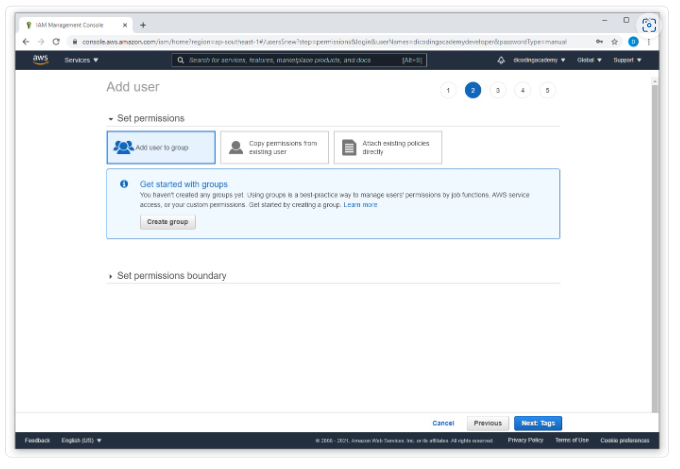 IAM Management Console
console.aws.amazon.com/iam/home?region=ap-southeast-1#/users$new?step=permissions&login&userNames=dicodingacademydeveloper&passwordType=manual
aws Services Search for services, features, marketplace products, and docs [Alt+S] dicodingacademy Global Support
Add user 1 2 3 4 5
Set permissions
Add user to group
Copy permissions from
existing user
Attach existing policies
directly
Get started with groups
You haven't created any groups yet. Using groups is a best-practice way to manage users' permissions by job functions, AWS service
access, or your custom permissions. Get started by creating a group. Learn more
Create group
Set permissions boundary
Cancel Previous Next: Tags
Feedback English (US) © 2006 - 2021, Amazon Web Services, Inc. or its affiliates. All rights reserved. Privacy Policy Terms of Use Cookie preferences